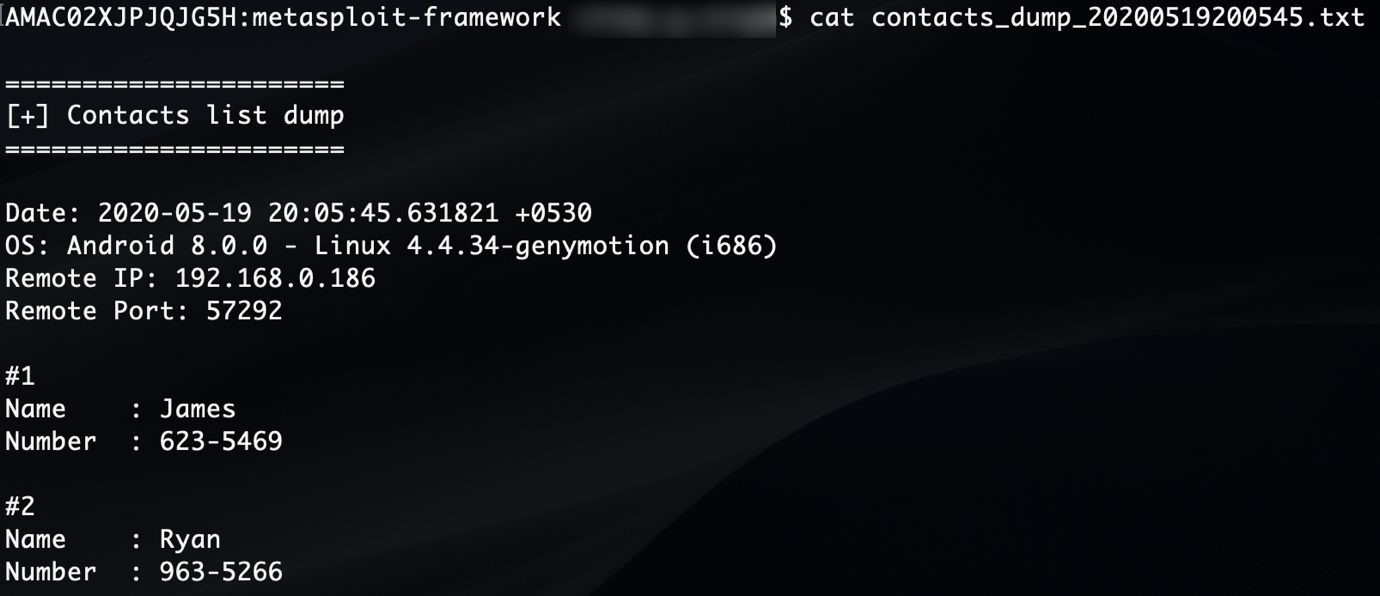 AMAC02XJPJQJG5H:metasploit-framework $ cat contacts_dump_20200519200545.txt
======================
[+] Contacts list dump
======================
Date: 2020-05-19 20:05:45.631821 +0530
OS: Android 8.0.0 - Linux 4.4.34-genymotion (i686)
Remote IP: 192.168.0.186
Remote Port: 57292
#1
Name    : James
Number  : 623-5469
#2
Name    : Ryan
Number  : 963-5266